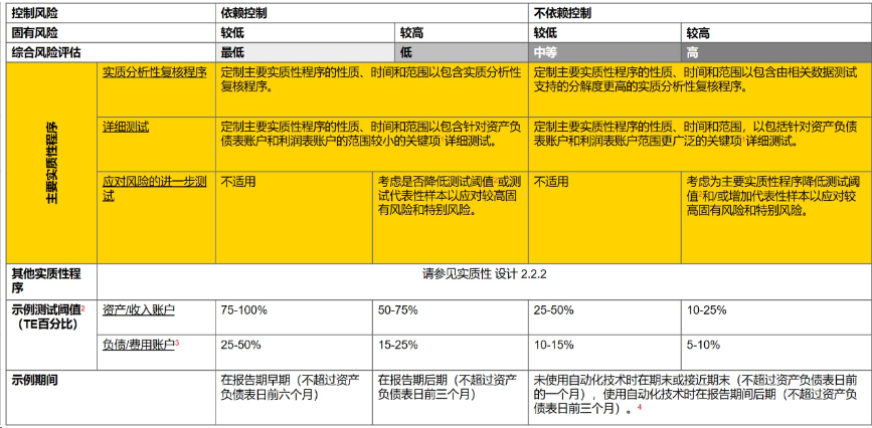 控制风险 依赖控制 不依赖控制
固有风险 较低 较高 较低 较高
综合风险评估 最低 低 中等 高
主要实质性程序
实质分析性复核程序
定制主要实质性程序的性质、时间和范围以包含实质分析性
复核程序。
定制主要实质性程序的性质、时间和范围以包含由相关数据测试
支持的分解度更高的实质分析性复核程序。
详细测试
定制主要实质性程序的性质、时间和范围以包含针对资产负
债表账户和利润表账户的范围较小的关键项¹详细测试。
定制主要实质性程序的性质、时间和范围，以包括针对资产负债
表账户和利润表账户范围更广泛的关键项¹详细测试。
应对风险的进一步测
试
不适用
考虑是否降低测试阈值²或测
试代表性样本以应对较高固
有风险和特别风险。
不适用
考虑为主要实质性程序降低测试阈
值²和/或增加代表性样本以应对较
高固有风险和特别风险。
其他实质性程
序
请参见实质性 设计 2.2.2
示例测试阈值²
（TE百分比）
资产/收入账户 75-100% 50-75% 25-50% 10-25%
负债/费用账户³ 25-50% 15-25% 10-15% 5-10%
示例期间
在报告期早期（不超过资产
负债表日前六个月）
在报告期后期（不超过资产
负债表日前三个月）
未使用自动化技术时在期末或接近期末（不超过资产负债表日前
的一个月），使用自动化技术时在报告期间后期（不超过资产负
债表日前三个月）。⁴